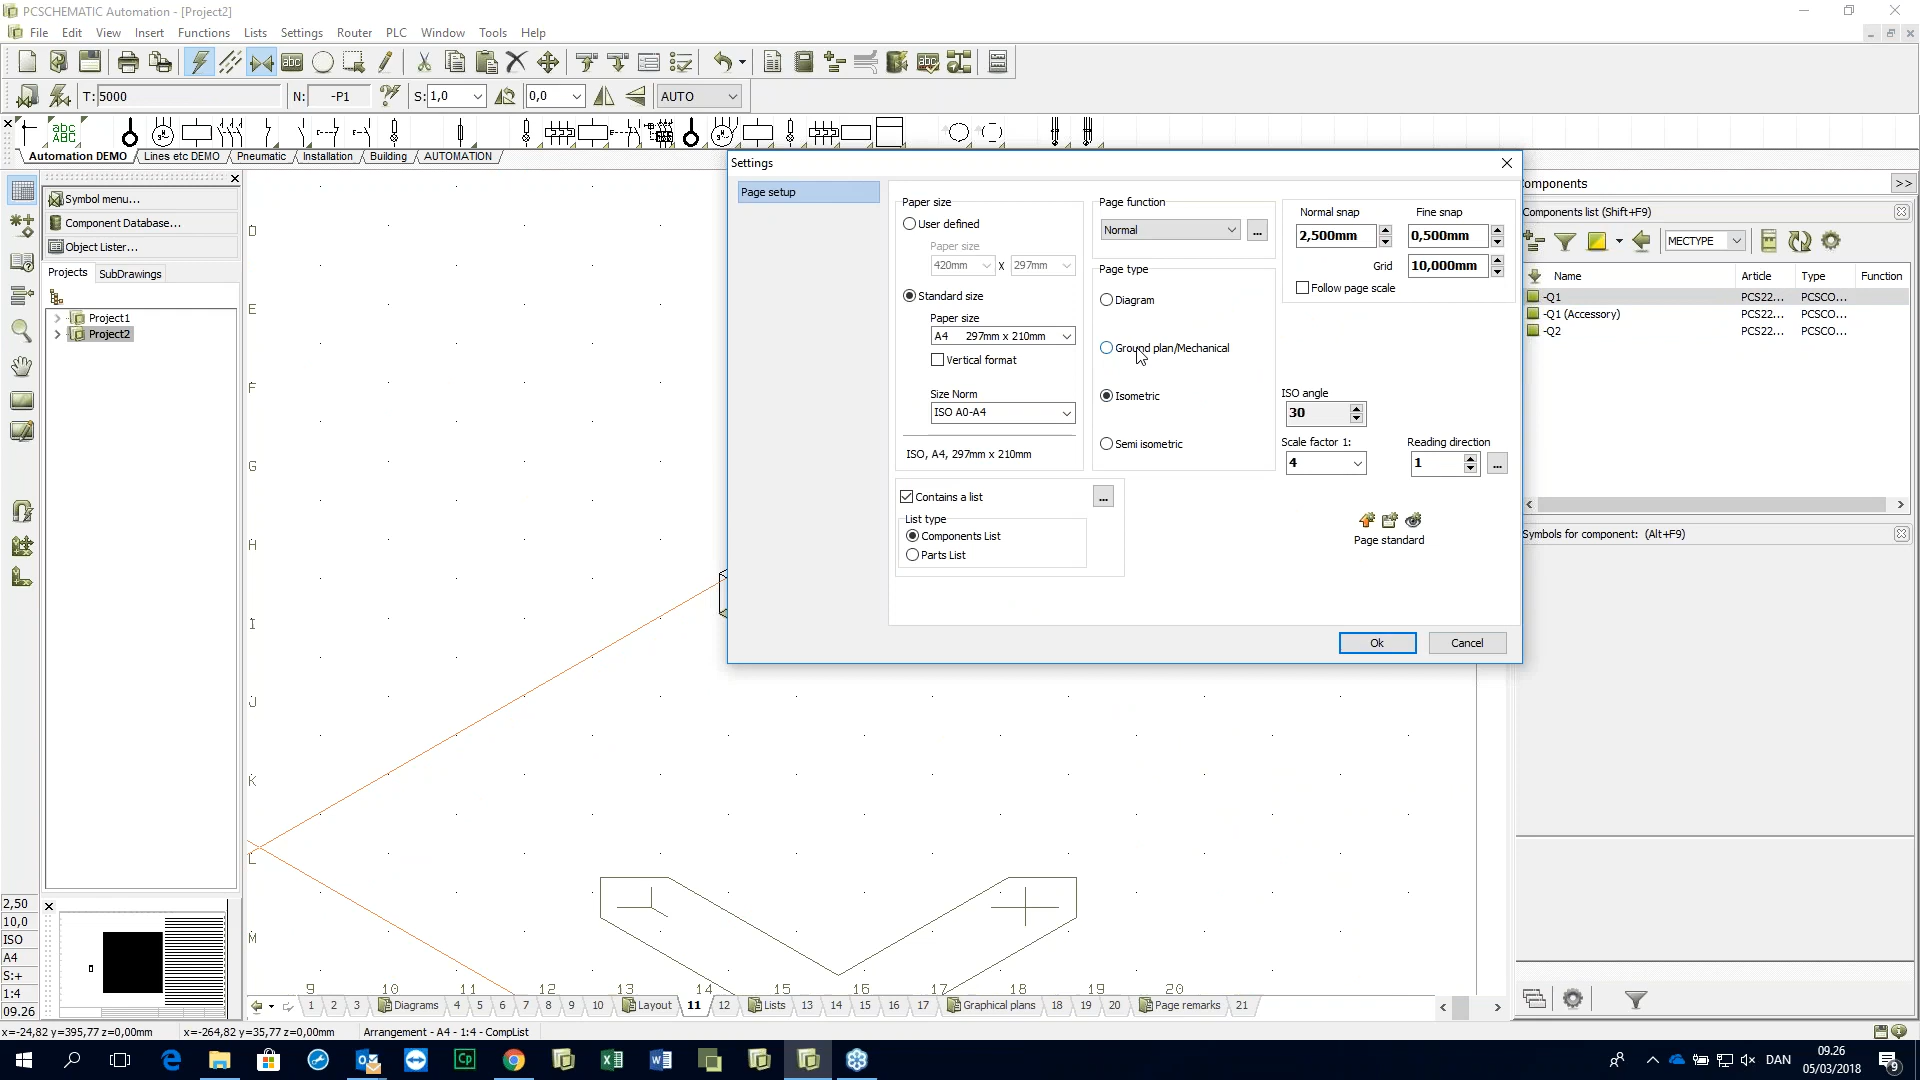 PCSCHEMATIC Automation - [Project2]
File Edit View Insert Functions Lists Settings Router PLC Window Tools Help
abc
abc
T: 5000 N: -P1 S: 1,0 0,0 AUTO
abc
ABC
Automation DEMO Lines etc DEMO Pneumatic Installation Building AUTOMATION
Symbol menu...
Component Database...
Object Lister...
Projects SubDrawings
Project1
Project2
2,50
10,0
ISO
A4
S:+
1:4
09.26
D
E
F
G
H
I
J
K
L
M
9 10 11 12 13 14 15 16 17 18 19 20
Settings
Page setup
Paper size
User defined
Paper size
420mm X 297mm
Standard size
Paper size
A4 297mm x 210mm
Vertical format
Size Norm
ISO A0-A4
ISO, A4, 297mm x 210mm
Page function
Normal ...
Page type
Diagram
Ground plan/Mechanical
Isometric
Semi isometric
Normal snap Fine snap
2,500mm 0,500mm
Grid 10,000mm
Follow page scale
ISO angle
30
Scale factor 1: Reading direction
4 1 ...
Contains a list ...
List type
Components List
Parts List
Page standard
Ok Cancel
Components >>
Components list (Shift+F9)
MECTYPE
Name Article Type Function
-Q1 PCS22... PCSCO...
-Q1 (Accessory) PCS22... PCSCO...
-Q2 PCS22... PCSCO...
Symbols for component: (Alt+F9)
1 2 3 Diagrams 4 5 6 7 8 9 10 Layout 11 12 Lists 13 14 15 16 17 Graphical plans 18 19 20 Page remarks 21
x=-24,82 y=395,77 z=0,00mm x=-264,82 y=35,77 z=0,00mm Arrangement - A4 - 1:4 - CompList
Cp
DAN
09.26
05/03/2018
9